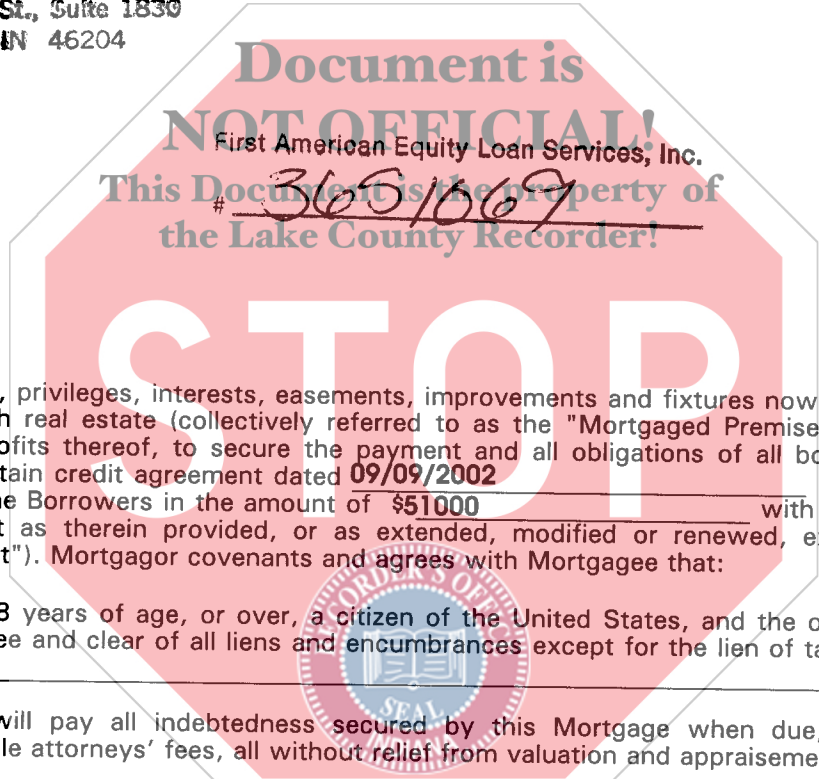 St., Suite 1830
IN 46204
Document is
NOT OFFICIAL!
First American Equity Loan Services, Inc.
This Document is the property of
# 3651669
the Lake County Recorder!
STOP
, privileges, interests, easements, improvements and fixtures now
h real estate (collectively referred to as the "Mortgaged Premise
ofits thereof, to secure the payment and all obligations of all bo
tain credit agreement dated 09/09/2002
e Borrowers in the amount of $51000 with
t as therein provided, or as extended, modified or renewed, ex
t"). Mortgagor covenants and agrees with Mortgagee that:
8 years of age, or over, a citizen of the United States, and the o
ee and clear of all liens and encumbrances except for the lien of ta
RECORDER'S OFFICE
SEAL
INDIANA
will pay all indebtedness secured by this Mortgage when due,
le attorneys' fees, all without relief from valuation and appraiseme